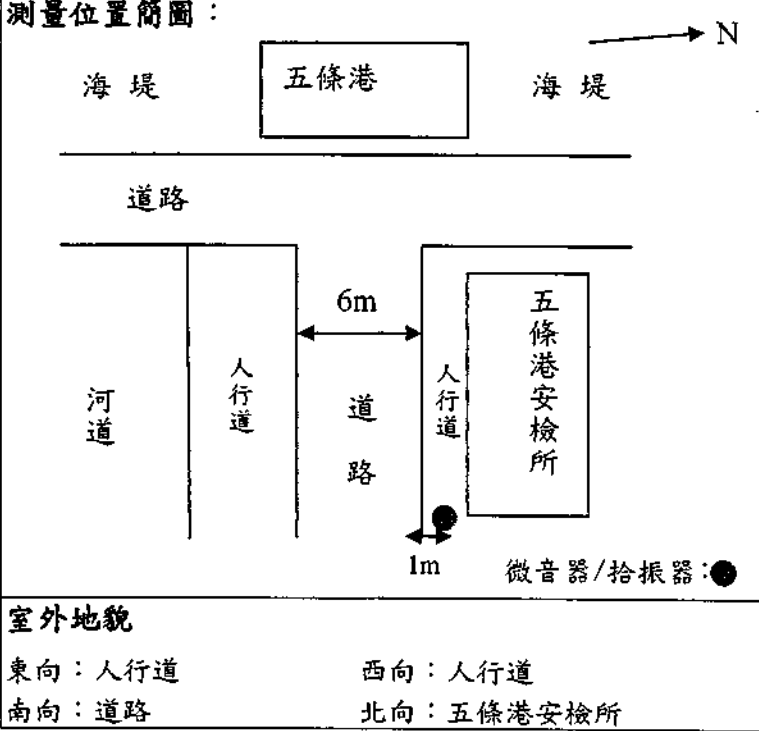 測量位置簡圖：
N
海堤
五條港
海堤
道路
6m
河道
人行道
道路
人行道
五條港安檢所
1m
微音器/拾振器：
室外地貌
東向：人行道
西向：人行道
南向：道路
北向：五條港安檢所